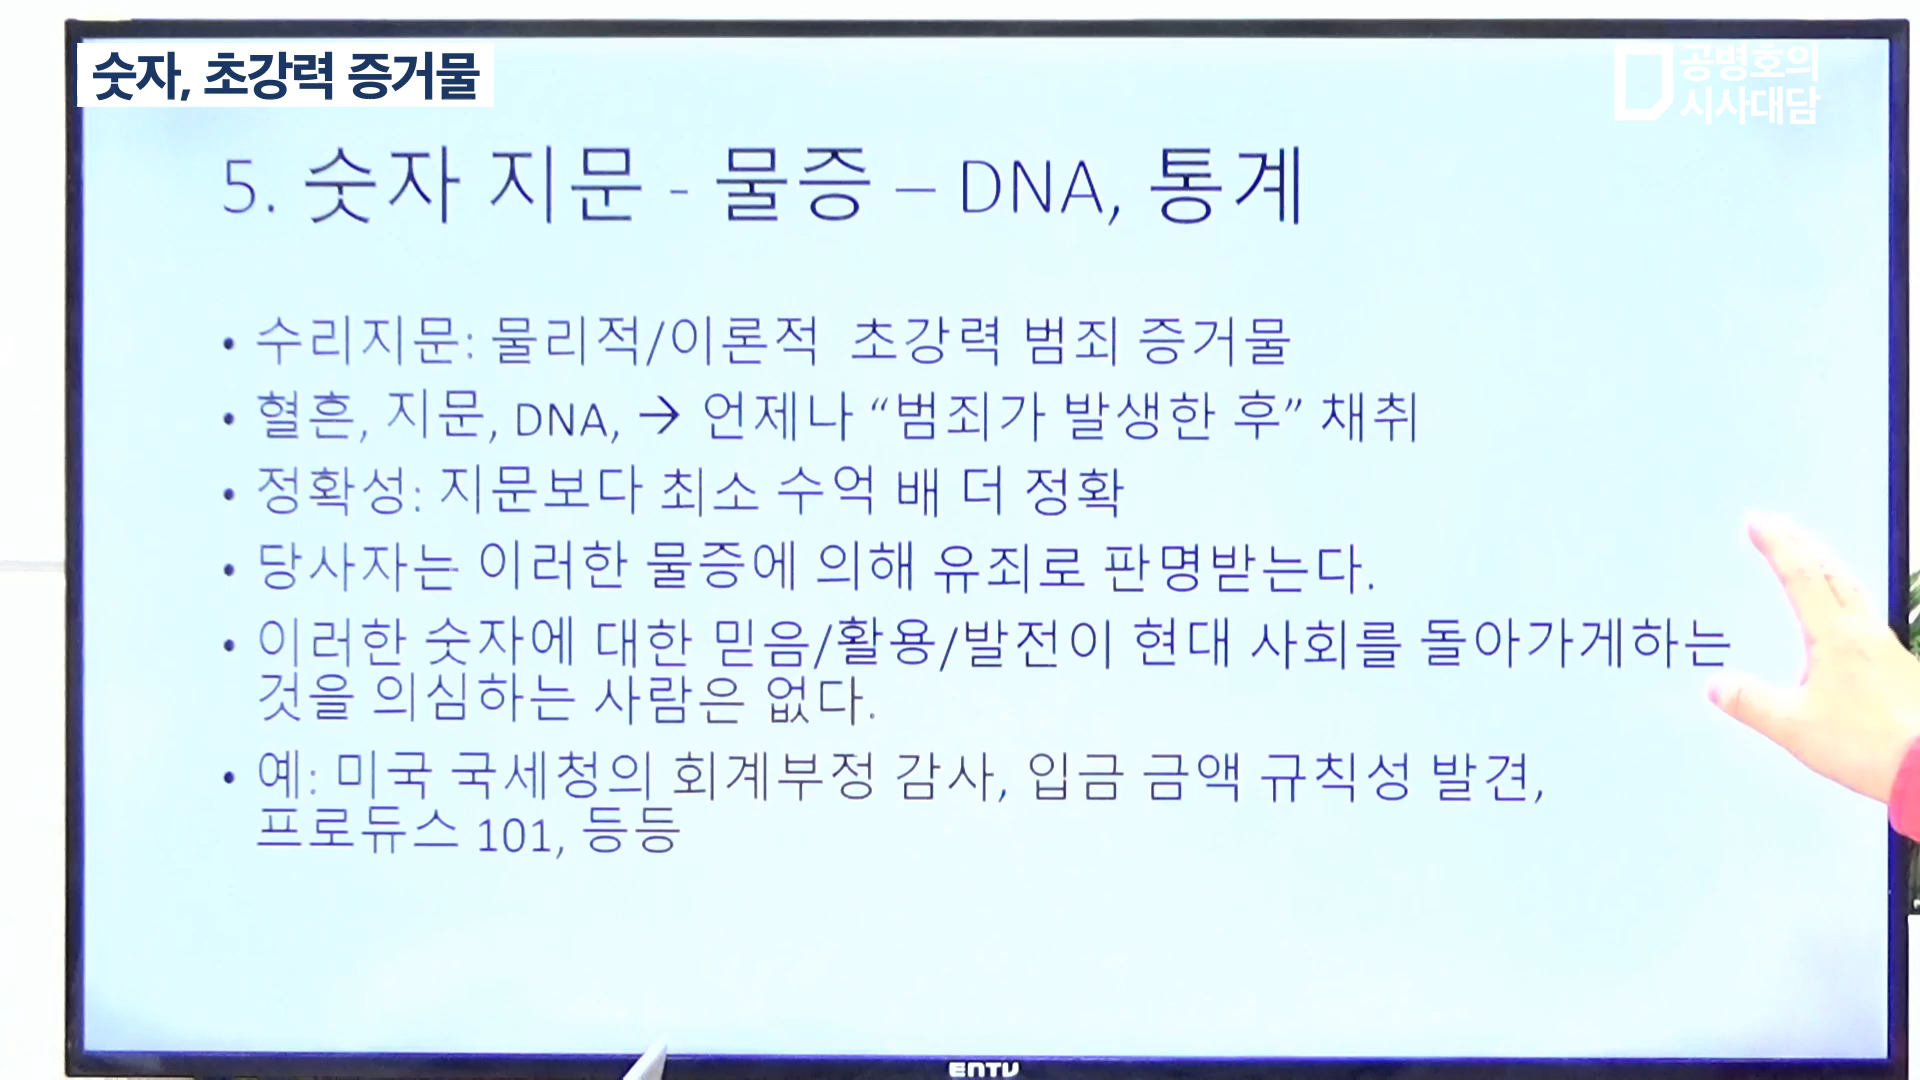 숫자, 초강력 증거물
공병호의
시사대담
5. 숫자 지문 - 물증 – DNA, 통계
• 수리지문: 물리적/이론적 초강력 범죄 증거물
• 혈흔, 지문, DNA, → 언제나 “범죄가 발생한 후” 채취
• 정확성: 지문보다 최소 수억 배 더 정확
• 당사자는 이러한 물증에 의해 유죄로 판명받는다.
• 이러한 숫자에 대한 믿음/활용/발전이 현대 사회를 돌아가게하는
것을 의심하는 사람은 없다.
• 예: 미국 국세청의 회계부정 감사, 입금 금액 규칙성 발견,
프로듀스 101, 등등
ENTV